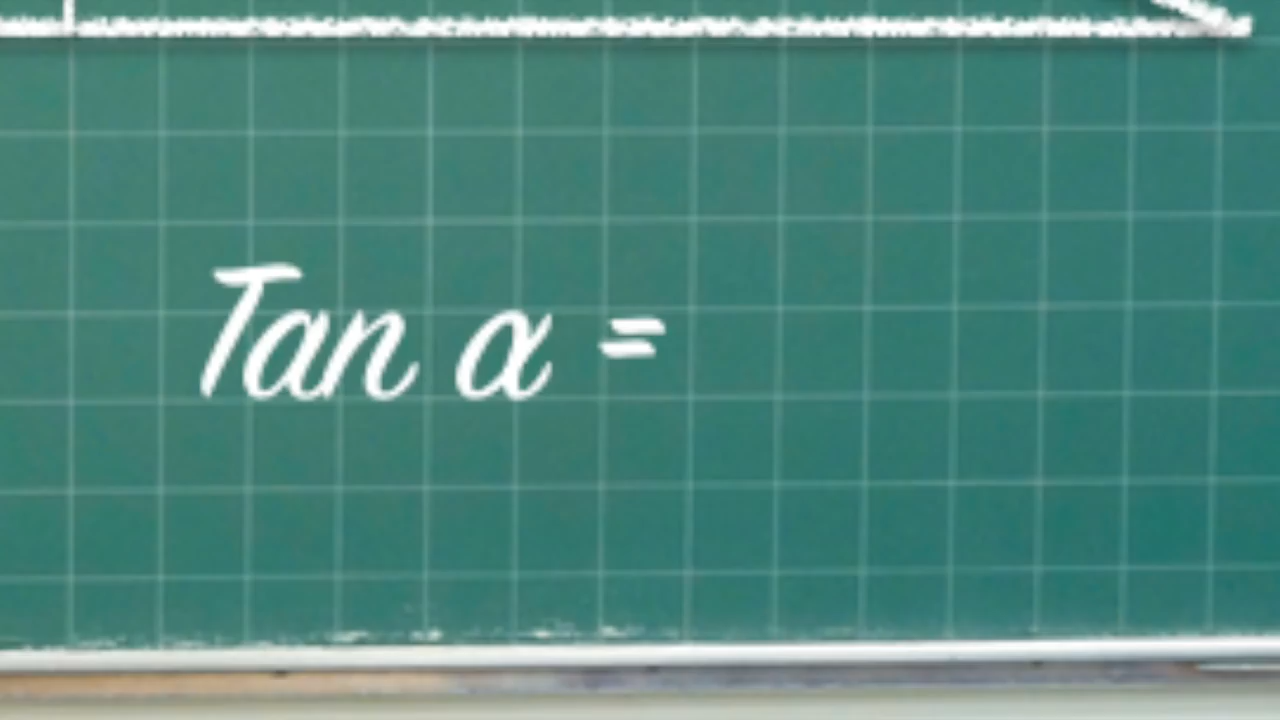 Tan α =